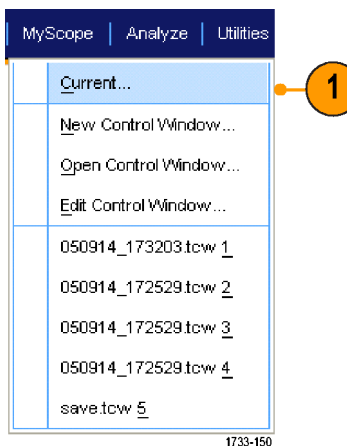 MyScope | Analyze | Utilities
Current...
1
New Control Window...
Open Control Window...
Edit Control Window...
050914_173203.tcw 1
050914_172529.tcw 2
050914_172529.tcw 3
050914_172529.tcw 4
save.tcw 5
1733-150